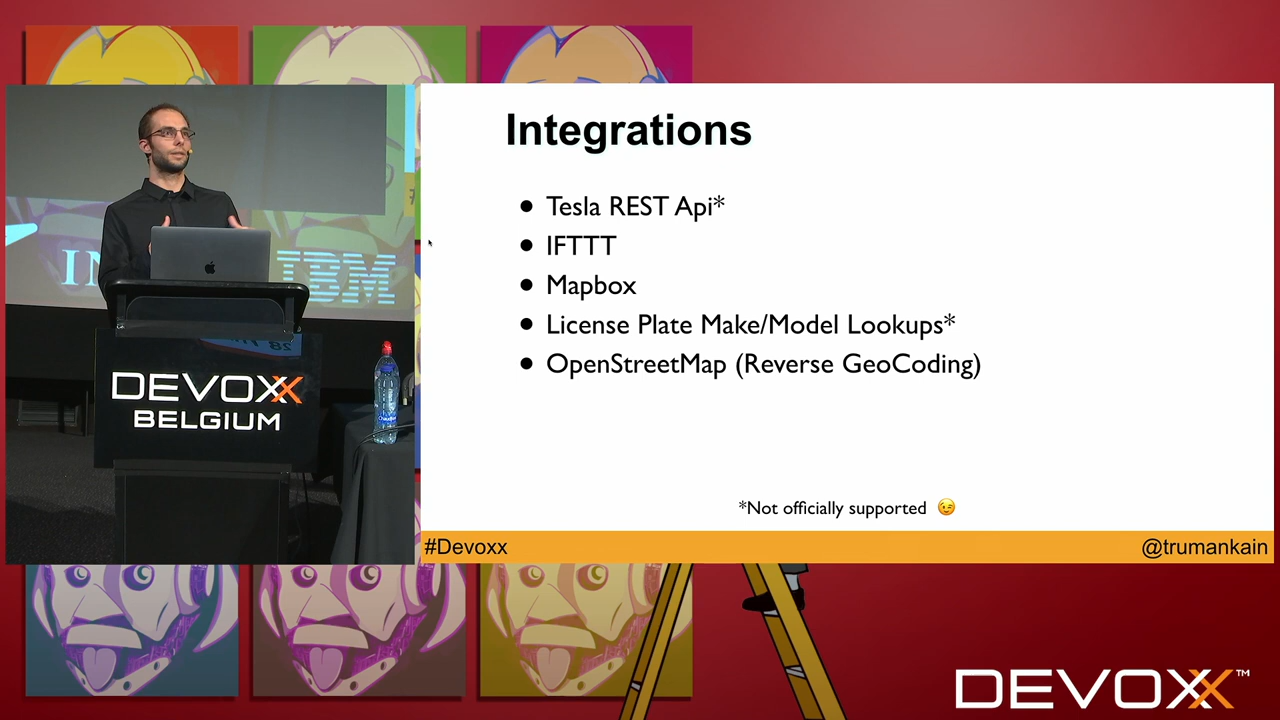 Integrations
Tesla REST Api*
IFTTT
Mapbox
License Plate Make/Model Lookups*
OpenStreetMap (Reverse GeoCoding)
*Not officially supported 😉
#Devoxx
@trumankain
IBM
DEVOXX
BELGIUM
DEVOXX™